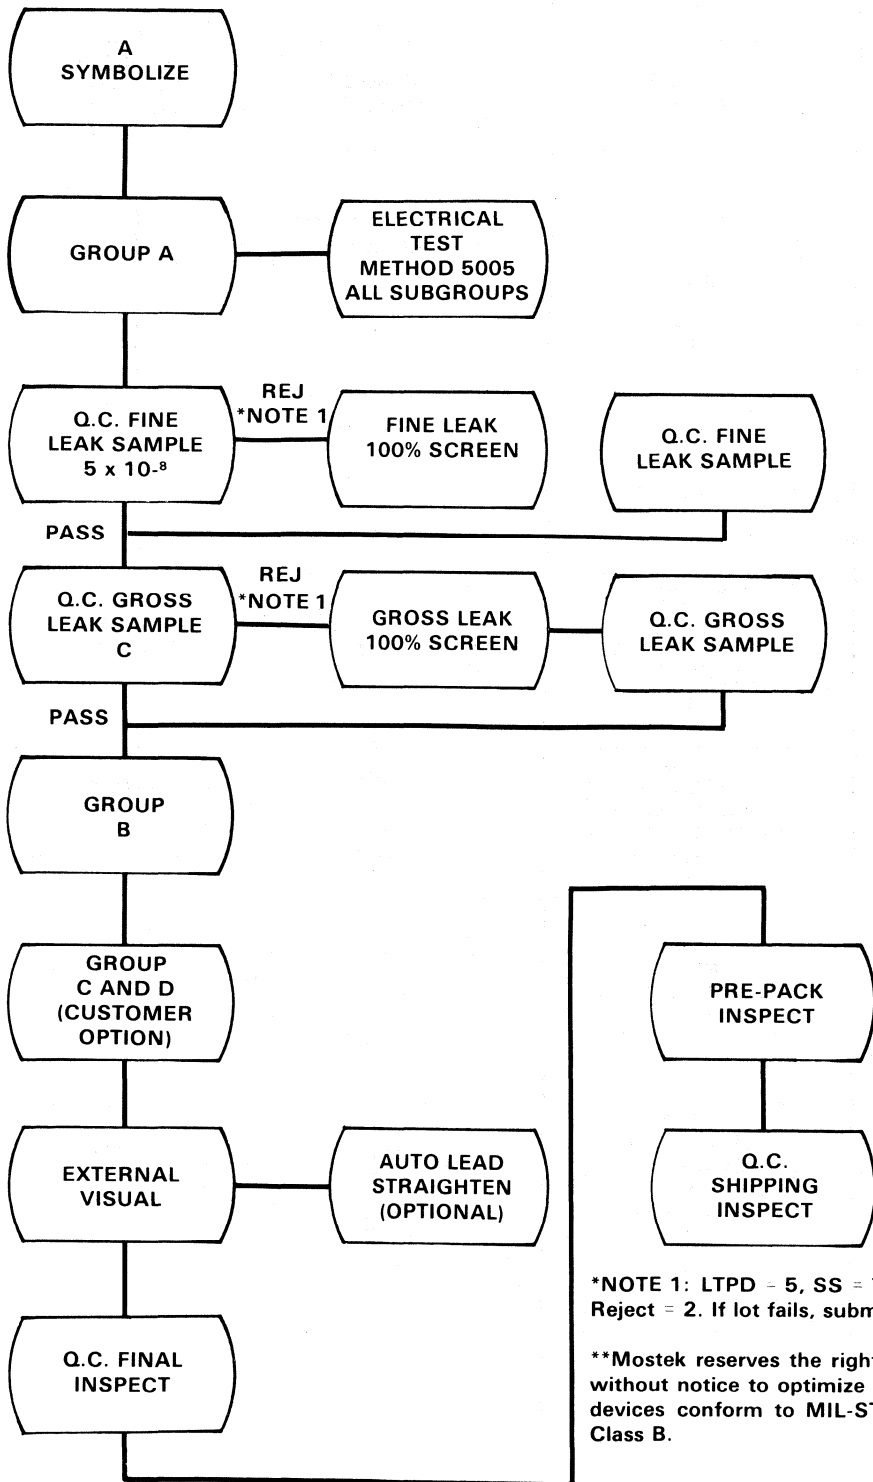 A
SYMBOLIZE
GROUP A
ELECTRICAL
TEST
METHOD 5005
ALL SUBGROUPS
Q.C. FINE
LEAK SAMPLE
5 x 10-⁸
REJ
*NOTE 1
FINE LEAK
100% SCREEN
Q.C. FINE
LEAK SAMPLE
PASS
Q.C. GROSS
LEAK SAMPLE
C
REJ
*NOTE 1
GROSS LEAK
100% SCREEN
Q.C. GROSS
LEAK SAMPLE
PASS
GROUP
B
GROUP
C AND D
(CUSTOMER
OPTION)
EXTERNAL
VISUAL
AUTO LEAD
STRAIGHTEN
(OPTIONAL)
Q.C. FINAL
INSPECT
PRE-PACK
INSPECT
Q.C.
SHIPPING
INSPECT
*NOTE 1: LTPD = 5, SS =
Reject = 2. If lot fails,
**Mostek reserves the
without notice to optimize
devices conform to
Class B.